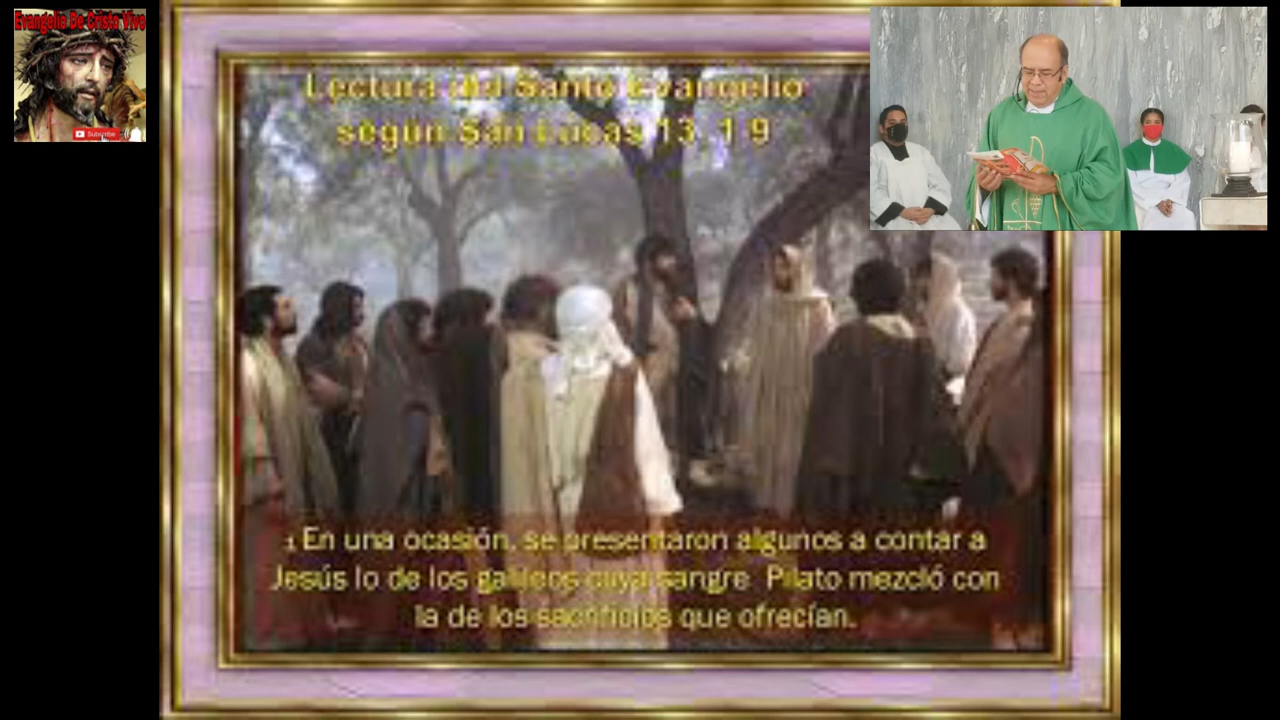 Evangelio De Cristo Vivo
Subscribe
Lectura del Santo Evangelio
según San Lucas 13, 1 9
1 En una ocasión, se presentaron algunos a contar a
Jesús lo de los galileos cuya sangre Pilato mezcló con
la de los sacrificios que ofrecían.